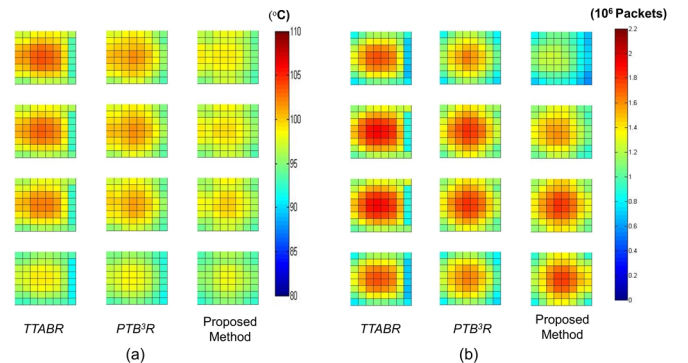 (°C)
110
105
100
95
90
85
80
TTABR
PTB³R
Proposed Method
(a)
(10⁶ Packets)
2.2
2
1.8
1.6
1.4
1.2
1
0.8
0.6
0.4
0.2
0
TTABR
PTB³R
Proposed Method
(b)